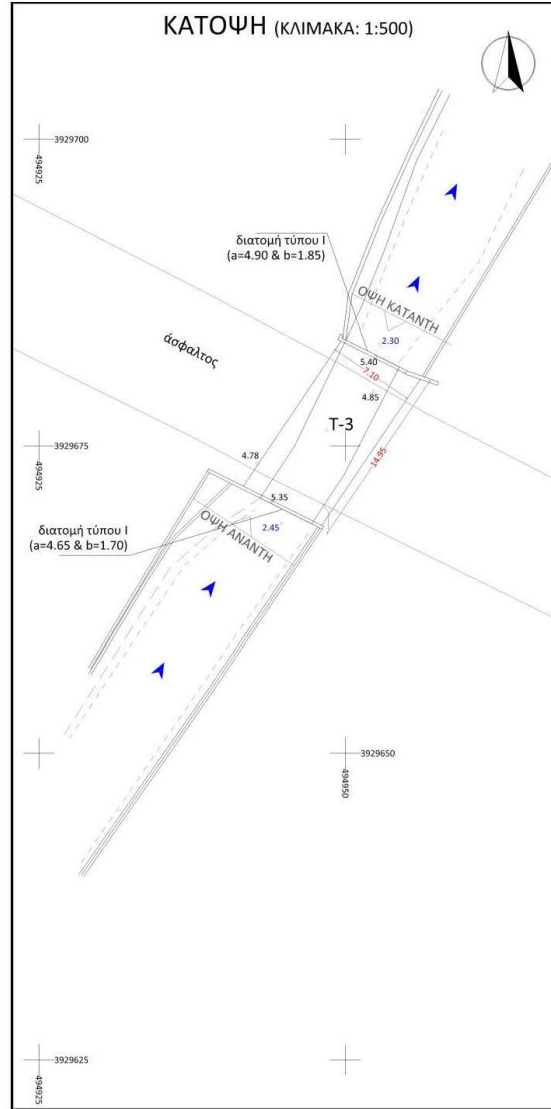 ΚΑΤΟΨΗ (ΚΛΙΜΑΚΑ: 1:500)
3929700
494925
διατομή τύπου Ι
(a=4.90 & b=1.85)
ΟΨΗ ΚΑΤΑΝΤΗ
2.30
άσφαλτος
5.40
7.10
4.85
Τ-3
3929675
494925
4.78
14.95
5.35
διατομή τύπου Ι
(a=4.65 & b=1.70)
ΟΨΗ ΑΝΑΝΤΗ
2.45
3929650
494950
3929625
494925